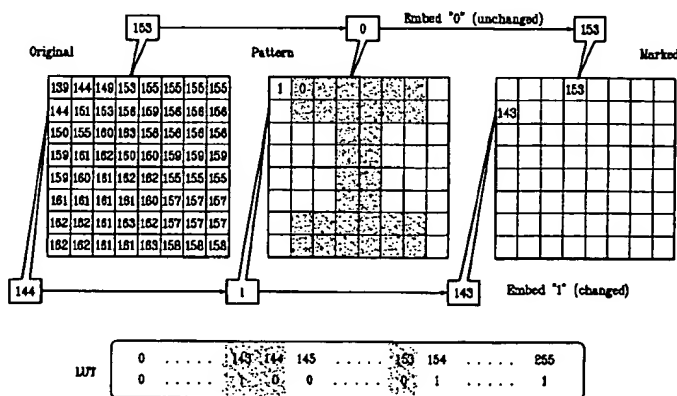 153 0 Embed "0" (unchanged) 153
Original Pattern Marked
139 144 149 153 155 155 155 155
144 151 153 156 159 156 156 156
150 155 160 163 158 156 156 156
159 161 162 150 160 159 159 159
159 160 161 162 162 155 155 155
161 161 161 161 160 157 157 157
162 162 161 163 162 157 157 157
162 162 161 161 163 158 158 158
1 0
153
143
144 1 143 Embed "1" (changed)
LUT
0 ..... 143 144 145 ..... 153 154 ..... 255
0 ..... 1 0 0 ..... 0 1 ..... 1